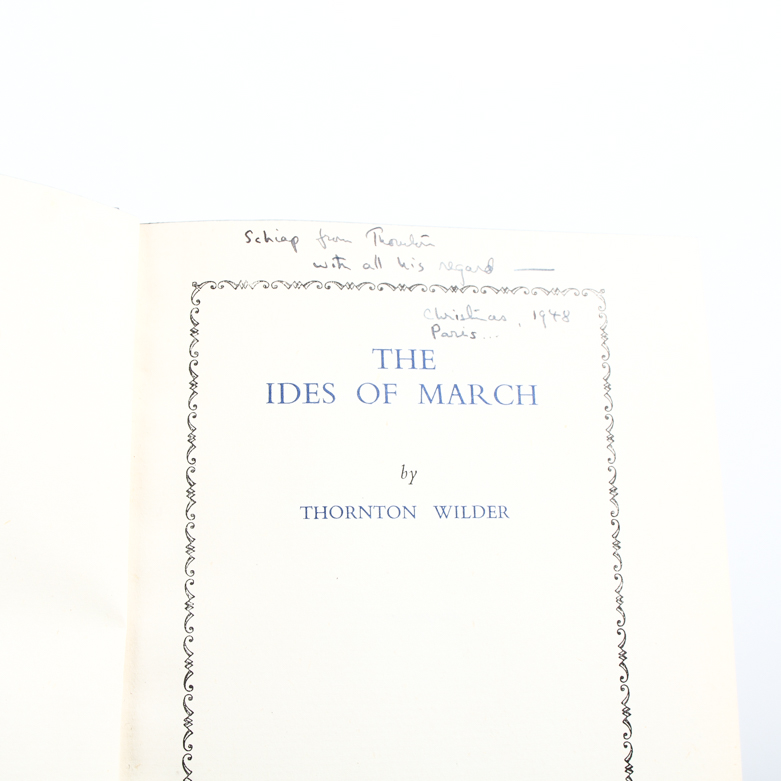 Schiap from Thornton
with all his regard —
Christmas, 1948
Paris...
THE
IDES OF MARCH
by
THORNTON WILDER